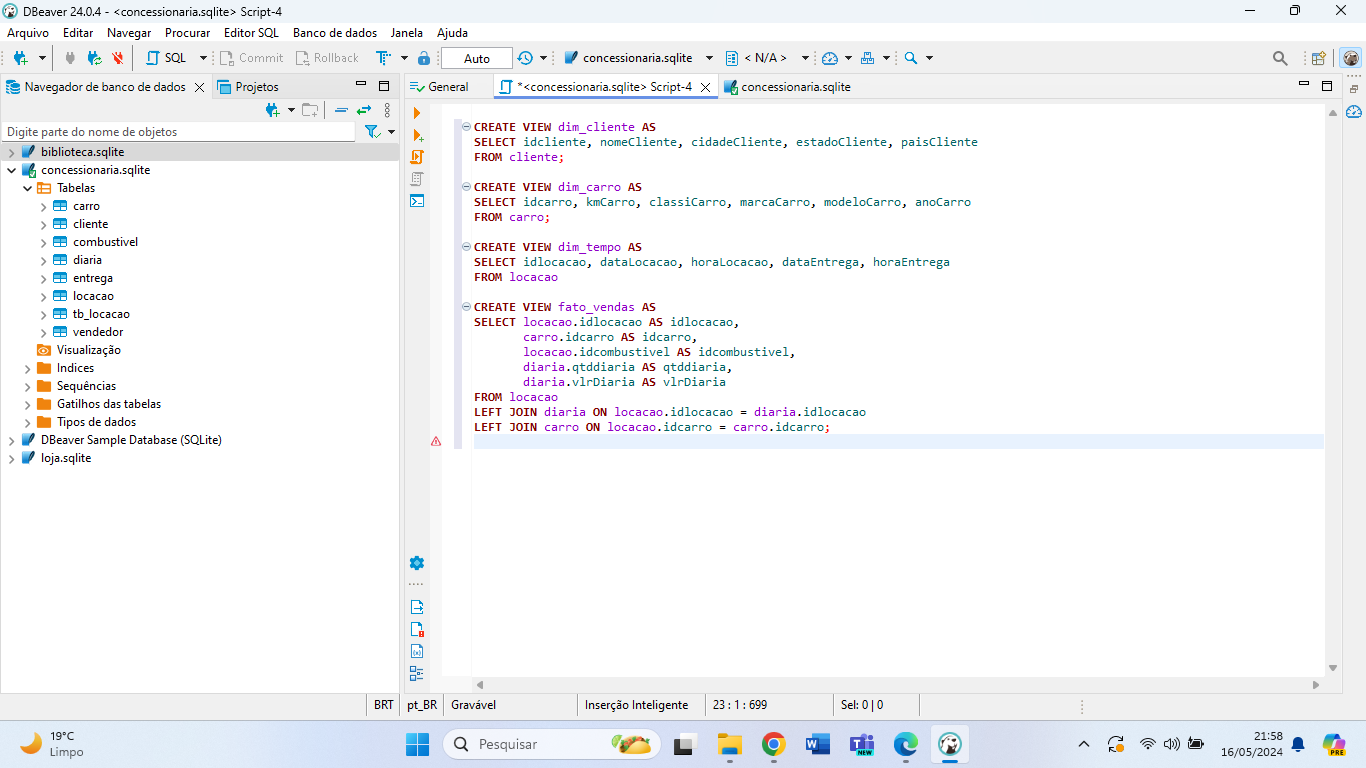 DBeaver 24.0.4 - <concessionaria.sqlite> Script-4
Arquivo Editar Navegar Procurar Editor SQL Banco de dados Janela Ajuda
SQL Commit Rollback Auto concessionaria.sqlite < N/A >
Navegador de banco de dados Projetos
General *<concessionaria.sqlite> Script-4 concessionaria.sqlite
Digite parte do nome de objetos
biblioteca.sqlite
concessionaria.sqlite
Tabelas
carro
cliente
combustivel
diaria
entrega
locacao
tb_locacao
vendedor
Visualização
Indices
Sequências
Gatilhos das tabelas
Tipos de dados
DBeaver Sample Database (SQLite)
loja.sqlite
CREATE VIEW dim_cliente AS
SELECT idcliente, nomeCliente, cidadeCliente, estadoCliente, paisCliente
FROM cliente;
CREATE VIEW dim_carro AS
SELECT idcarro, kmCarro, classiCarro, marcaCarro, modeloCarro, anoCarro
FROM carro;
CREATE VIEW dim_tempo AS
SELECT idlocacao, dataLocacao, horaLocacao, dataEntrega, horaEntrega
FROM locacao
CREATE VIEW fato_vendas AS
SELECT locacao.idlocacao AS idlocacao,
carro.idcarro AS idcarro,
locacao.idcombustivel AS idcombustivel,
diaria.qtddiaria AS qtddiaria,
diaria.vlrDiaria AS vlrDiaria
FROM locacao
LEFT JOIN diaria ON locacao.idlocacao = diaria.idlocacao
LEFT JOIN carro ON locacao.idcarro = carro.idcarro;
BRT pt_BR Gravável Inserção Inteligente 23 : 1 : 699 Sel: 0 | 0
19°C
Limpo
Pesquisar
NEW
21:58
16/05/2024
PRE